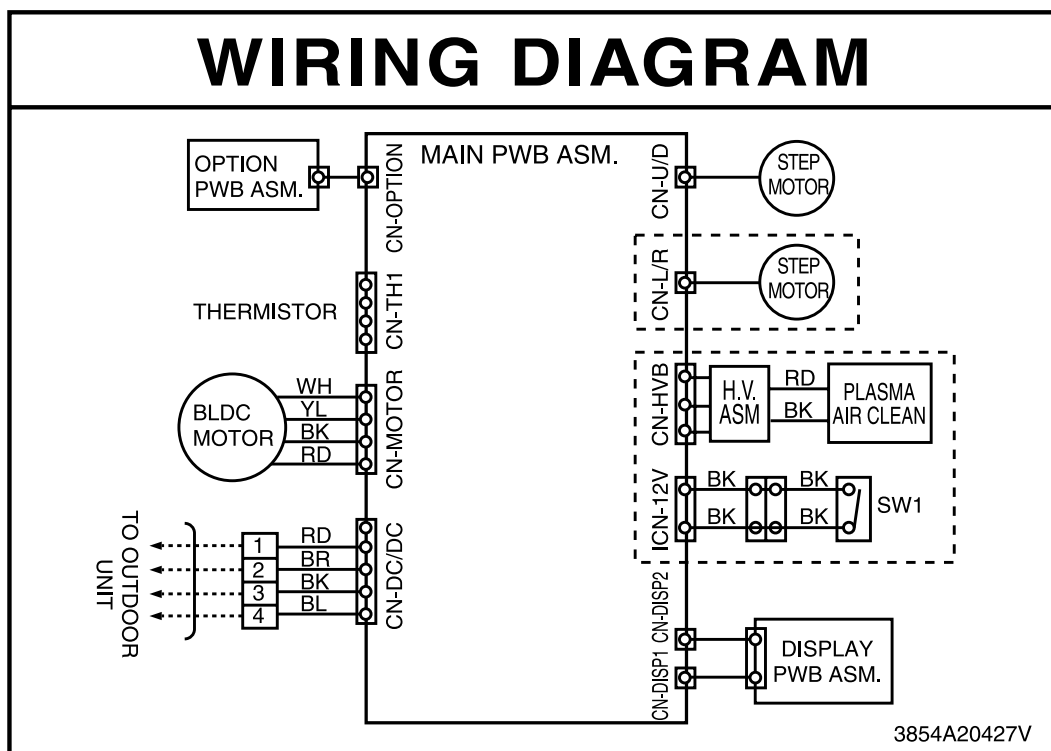 WIRING DIAGRAM
MAIN PWB ASM.
OPTION
PWB ASM.
CN-OPTION
THERMISTOR
CN-TH1
BLDC
MOTOR
WH
YL
BK
RD
CN-MOTOR
TO OUTDOOR
UNIT
1
2
3
4
RD
BR
BK
BL
CN-DC/DC
CN-U/D
STEP
MOTOR
CN-L/R
STEP
MOTOR
CN-HVB
H.V.
ASM
RD
BK
PLASMA
AIR CLEAN
ICN-12V
BK
BK
BK
BK
SW1
CN-DISP2
CN-DISP1
DISPLAY
PWB ASM.
3854A20427V